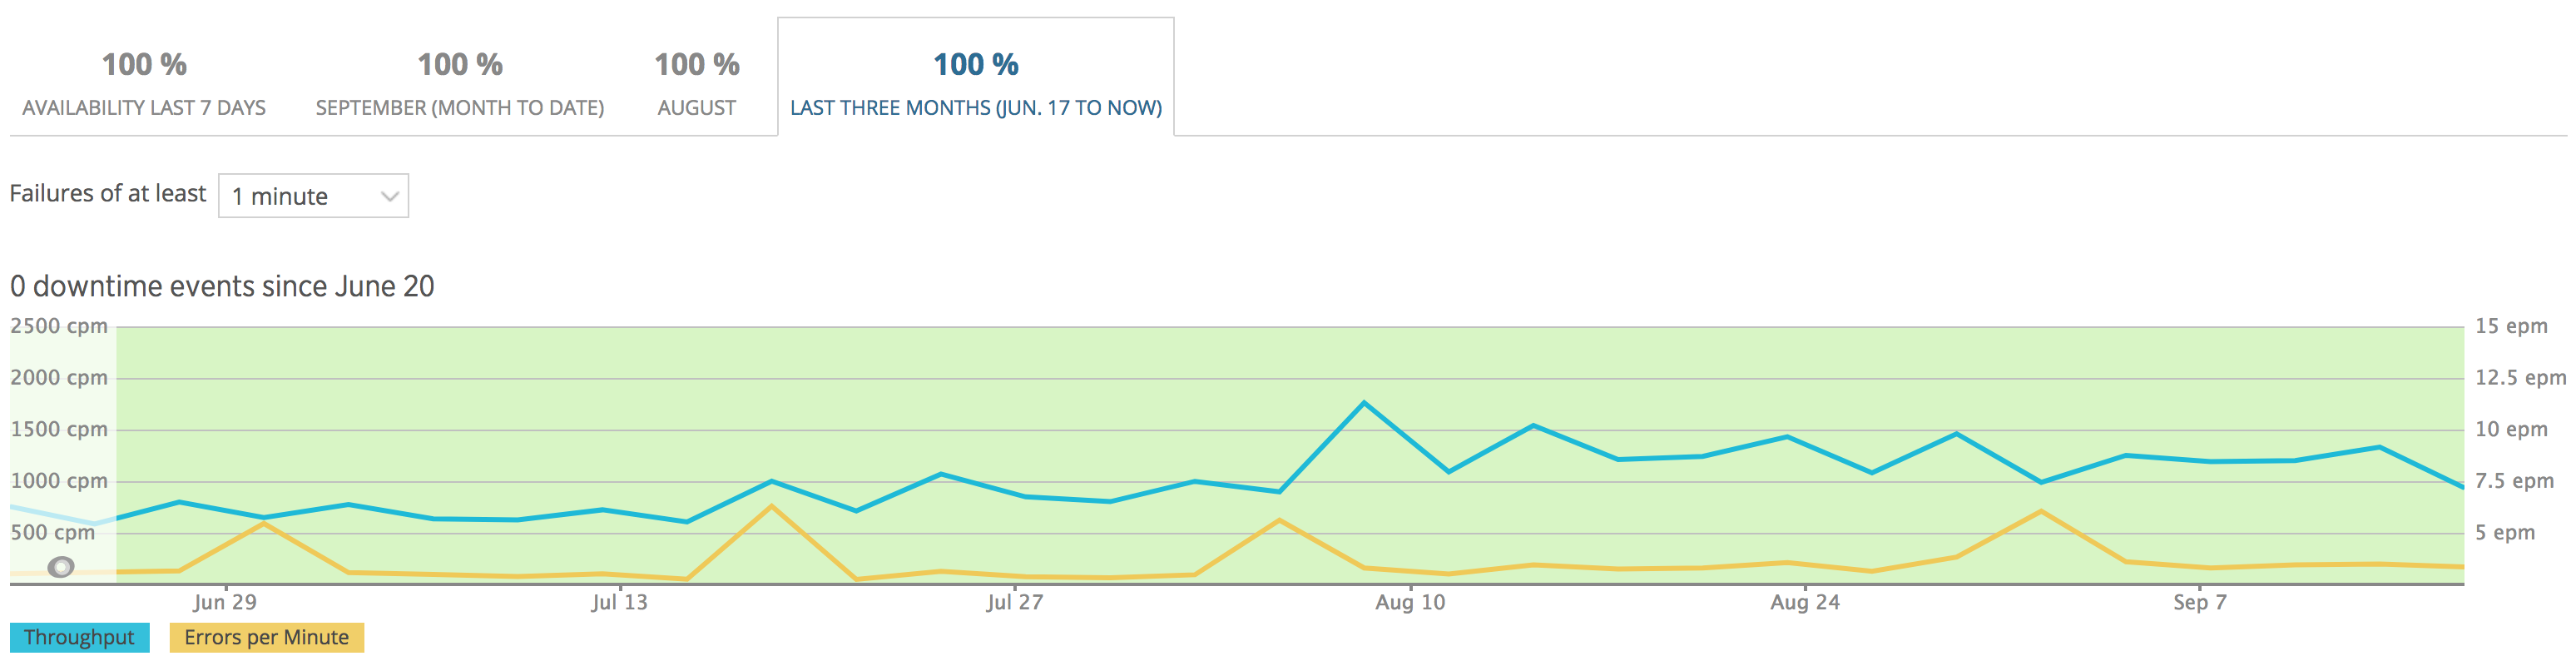 100 % 100 % 100 % 100 %
AVAILABILITY LAST 7 DAYS SEPTEMBER (MONTH TO DATE) AUGUST LAST THREE MONTHS (JUN. 17 TO NOW)
Failures of at least 1 minute
0 downtime events since June 20
2500 cpm 15 epm
2000 cpm 12.5 epm
1500 cpm 10 epm
1000 cpm 7.5 epm
500 cpm 5 epm
Jun 29 Jul 13 Jul 27 Aug 10 Aug 24 Sep 7
Throughput Errors per Minute